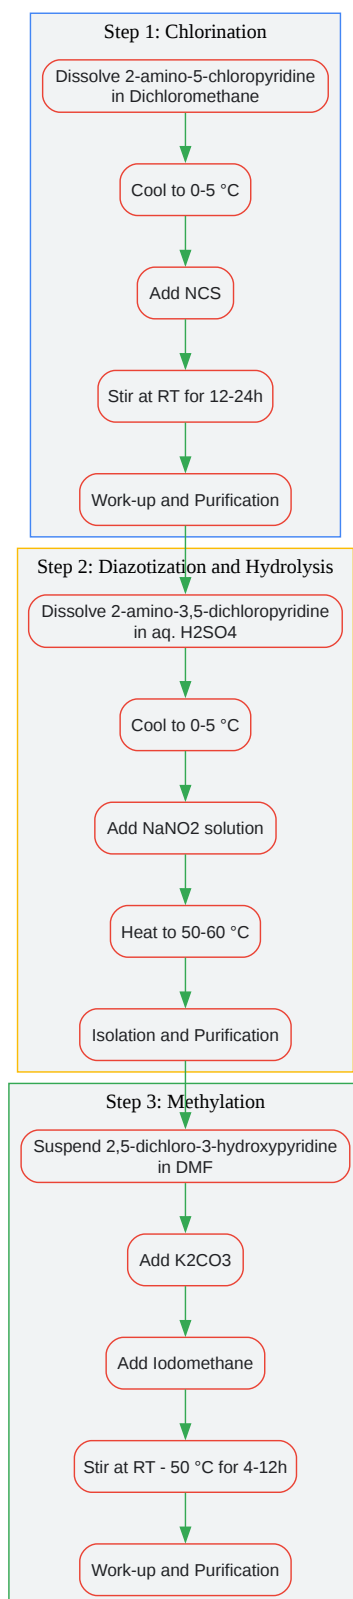 Step 1: Chlorination
Dissolve 2-amino-5-chloropyridine
in Dichloromethane
Cool to 0-5 °C
Add NCS
Stir at RT for 12-24h
Work-up and Purification
Step 2: Diazotization and Hydrolysis
Dissolve 2-amino-3,5-dichloropyridine
in aq. H2SO4
Cool to 0-5 °C
Add NaNO2 solution
Heat to 50-60 °C
Isolation and Purification
Step 3: Methylation
Suspend 2,5-dichloro-3-hydroxypyridine
in DMF
Add K2CO3
Add Iodomethane
Stir at RT - 50 °C for 4-12h
Work-up and Purification